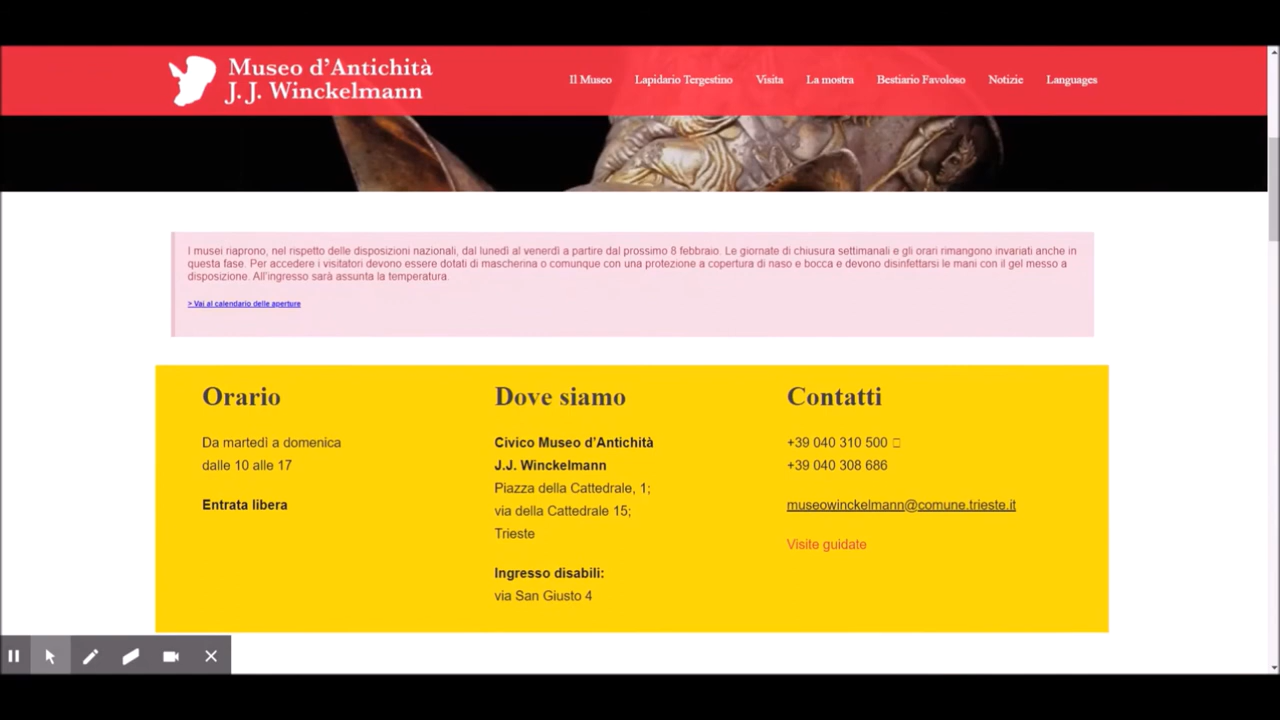 Museo d'Antichità
J. J. Winckelmann
Il Museo Lapidario Tergestino Visita La mostra Bestiario Favoloso Notizie Languages
I musei riaprono, nel rispetto delle disposizioni nazionali, dal lunedì al venerdì a partire dal prossimo 8 febbraio. Le giornate di chiusura settimanali e gli orari rimangono invariati anche in
questa fase. Per accedere i visitatori devono essere dotati di mascherina o comunque con una protezione a copertura di naso e bocca e devono disinfettarsi le mani con il gel messo a
disposizione. All'ingresso sarà assunta la temperatura.
> Vai al calendario delle aperture
Orario
Da martedì a domenica
dalle 10 alle 17
Entrata libera
Dove siamo
Civico Museo d'Antichità
J.J. Winckelmann
Piazza della Cattedrale, 1;
via della Cattedrale 15;
Trieste
Ingresso disabili:
via San Giusto 4
Contatti
+39 040 310 500
+39 040 308 686
museowinckelmann@comune.trieste.it
Visite guidate